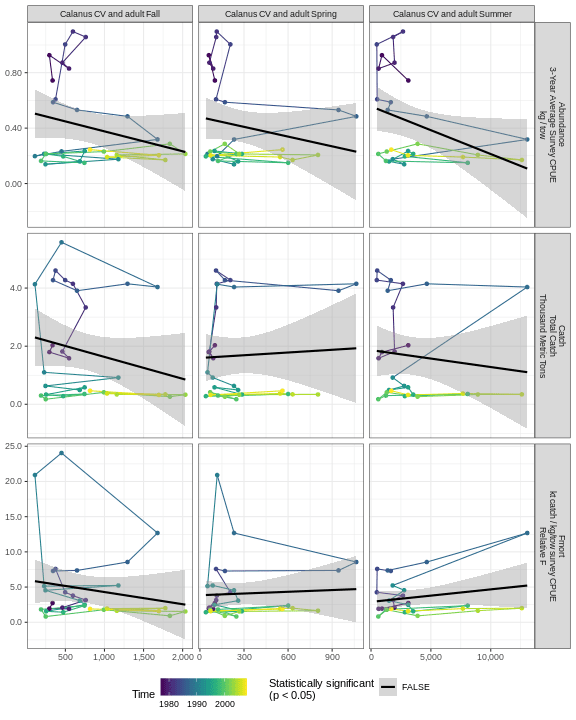 Calanus CV and adult Fall
Calanus CV and adult Spring
Calanus CV and adult Summer
0.80
0.40
0.00
Abundance
3-Year Average Survey CPUE
kg / tow
4.0
2.0
0.0
Catch
Total Catch
Thousand Metric Tons
25.0
20.0
15.0
10.0
5.0
0.0
Fmort
kt catch / kg/tow survey CPUE
Relative F
500
1,000
1,500
2,000
0
300
600
900
0
5,000
10,000
Time
1980
1990
2000
Statistically significant
(p < 0.05)
FALSE